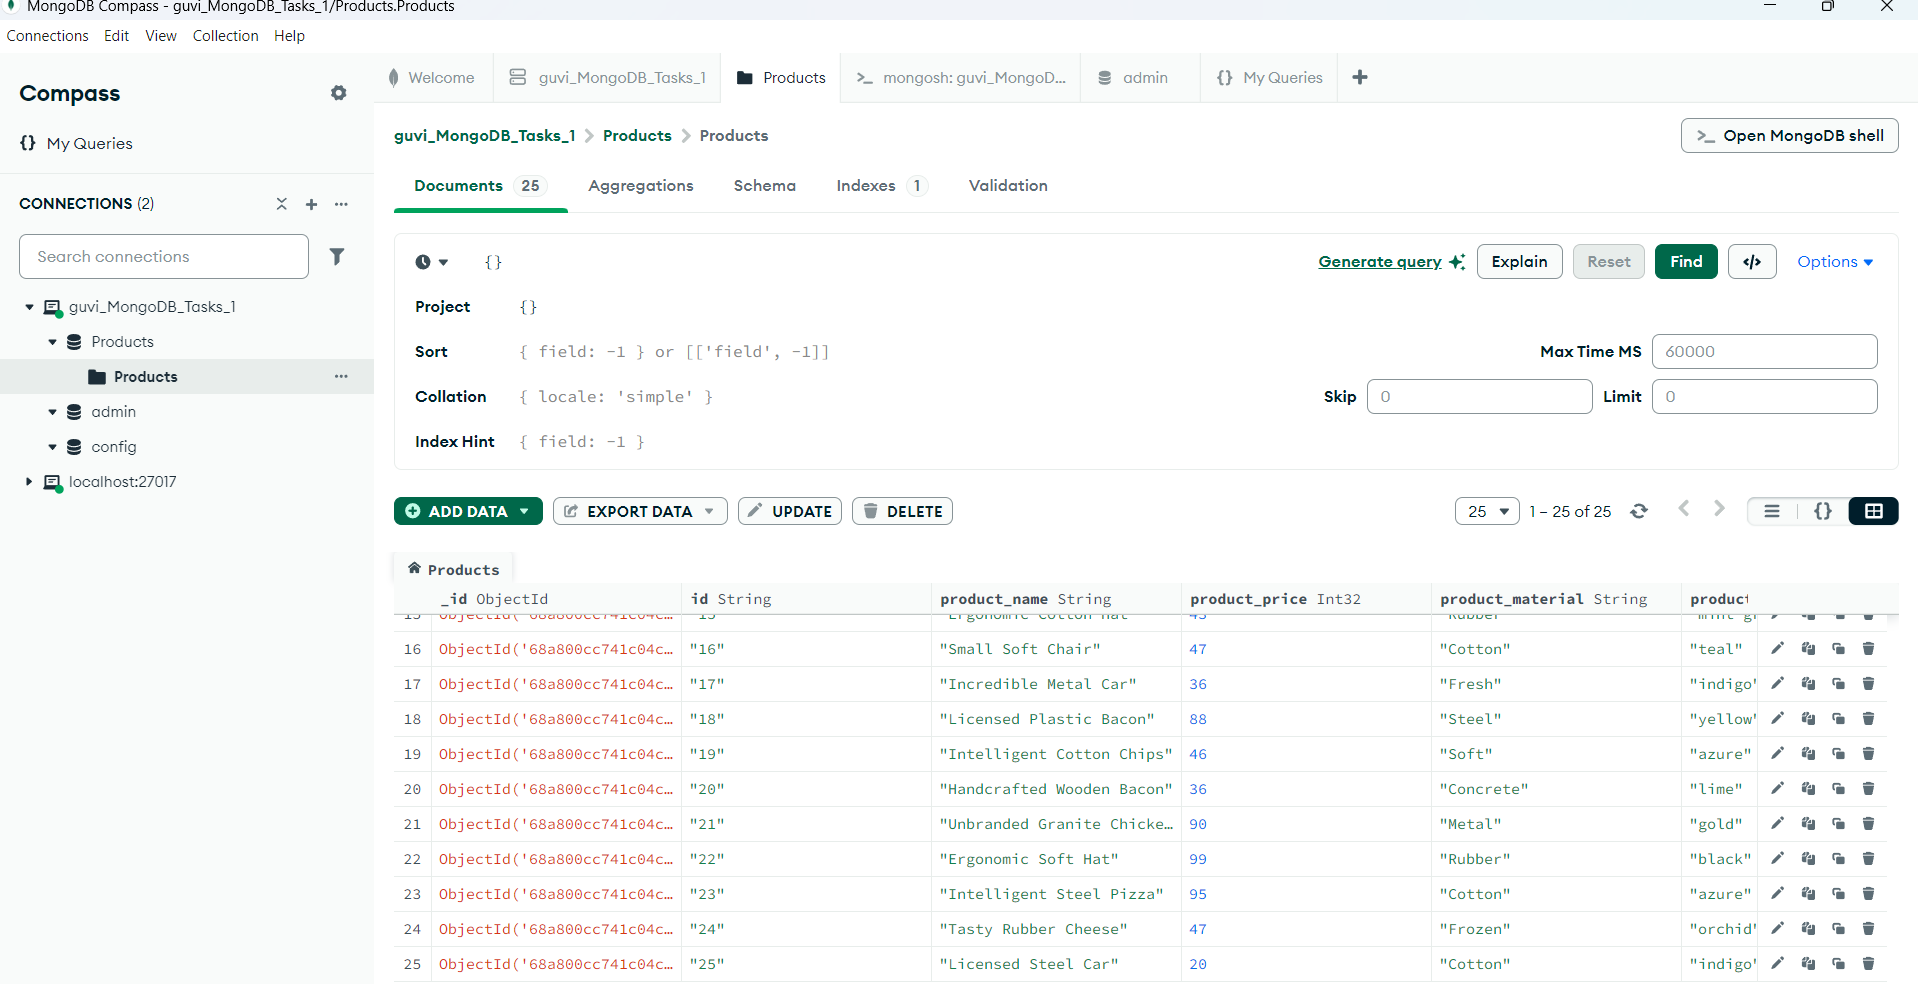 MongoDB Compass - guvi_MongoDB_Tasks_1/Products.Products
Connections Edit View Collection Help
Compass
My Queries
CONNECTIONS (2)
Search connections
guvi_MongoDB_Tasks_1
Products
Products
admin
config
localhost:27017
Welcome guvi_MongoDB_Tasks_1 Products >_ mongosh: guvi_MongoD... admin {} My Queries
guvi_MongoDB_Tasks_1 > Products > Products
>_ Open MongoDB shell
Documents 25 Aggregations Schema Indexes 1 Validation
{} Generate query Explain Reset Find </> Options
Project {}
Sort { field: -1 } or [['field', -1]] Max Time MS 60000
Collation { locale: 'simple' } Skip 0 Limit 0
Index Hint { field: -1 }
ADD DATA EXPORT DATA UPDATE DELETE 25 1 – 25 of 25 {}
Products
_id ObjectId id String product_name String product_price Int32 product_material String product
15 ObjectId('68a800cc741c04c… "15" "Ergonomic Cotton Hat" "Rubber"
16 ObjectId('68a800cc741c04c… "16" "Small Soft Chair" 47 "Cotton" "teal"
17 ObjectId('68a800cc741c04c… "17" "Incredible Metal Car" 36 "Fresh" "indigo"
18 ObjectId('68a800cc741c04c… "18" "Licensed Plastic Bacon" 88 "Steel" "yellow"
19 ObjectId('68a800cc741c04c… "19" "Intelligent Cotton Chips" 46 "Soft" "azure"
20 ObjectId('68a800cc741c04c… "20" "Handcrafted Wooden Bacon" 36 "Concrete" "lime"
21 ObjectId('68a800cc741c04c… "21" "Unbranded Granite Chicke… 90 "Metal" "gold"
22 ObjectId('68a800cc741c04c… "22" "Ergonomic Soft Hat" 99 "Rubber" "black"
23 ObjectId('68a800cc741c04c… "23" "Intelligent Steel Pizza" 95 "Cotton" "azure"
24 ObjectId('68a800cc741c04c… "24" "Tasty Rubber Cheese" 47 "Frozen" "orchid"
25 ObjectId('68a800cc741c04c… "25" "Licensed Steel Car" 20 "Cotton" "indigo"